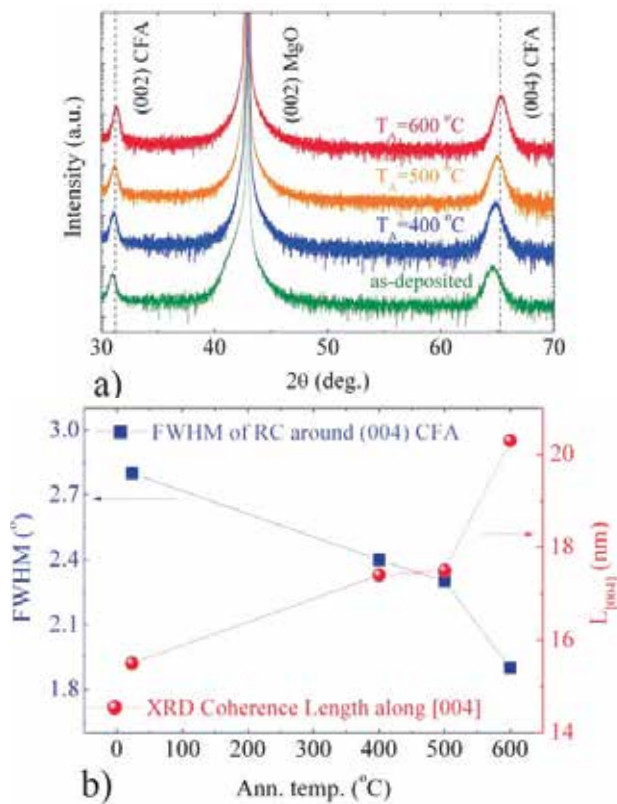 (002) CFA
(002) MgO
(004) CFA
Intensity (a.u.)
T_A=600 °C
T_A=500 °C
T_A=400 °C
as-deposited
30 40 50 60 70
2θ (deg.)
a)
FWHM of RC around (004) CFA
3.0
2.7
2.4
2.1
1.8
FWHM (°)
20
18
16
14
L[004] (nm)
XRD Coherence Length along [004]
0 100 200 300 400 500 600
Ann. temp. (°C)
b)